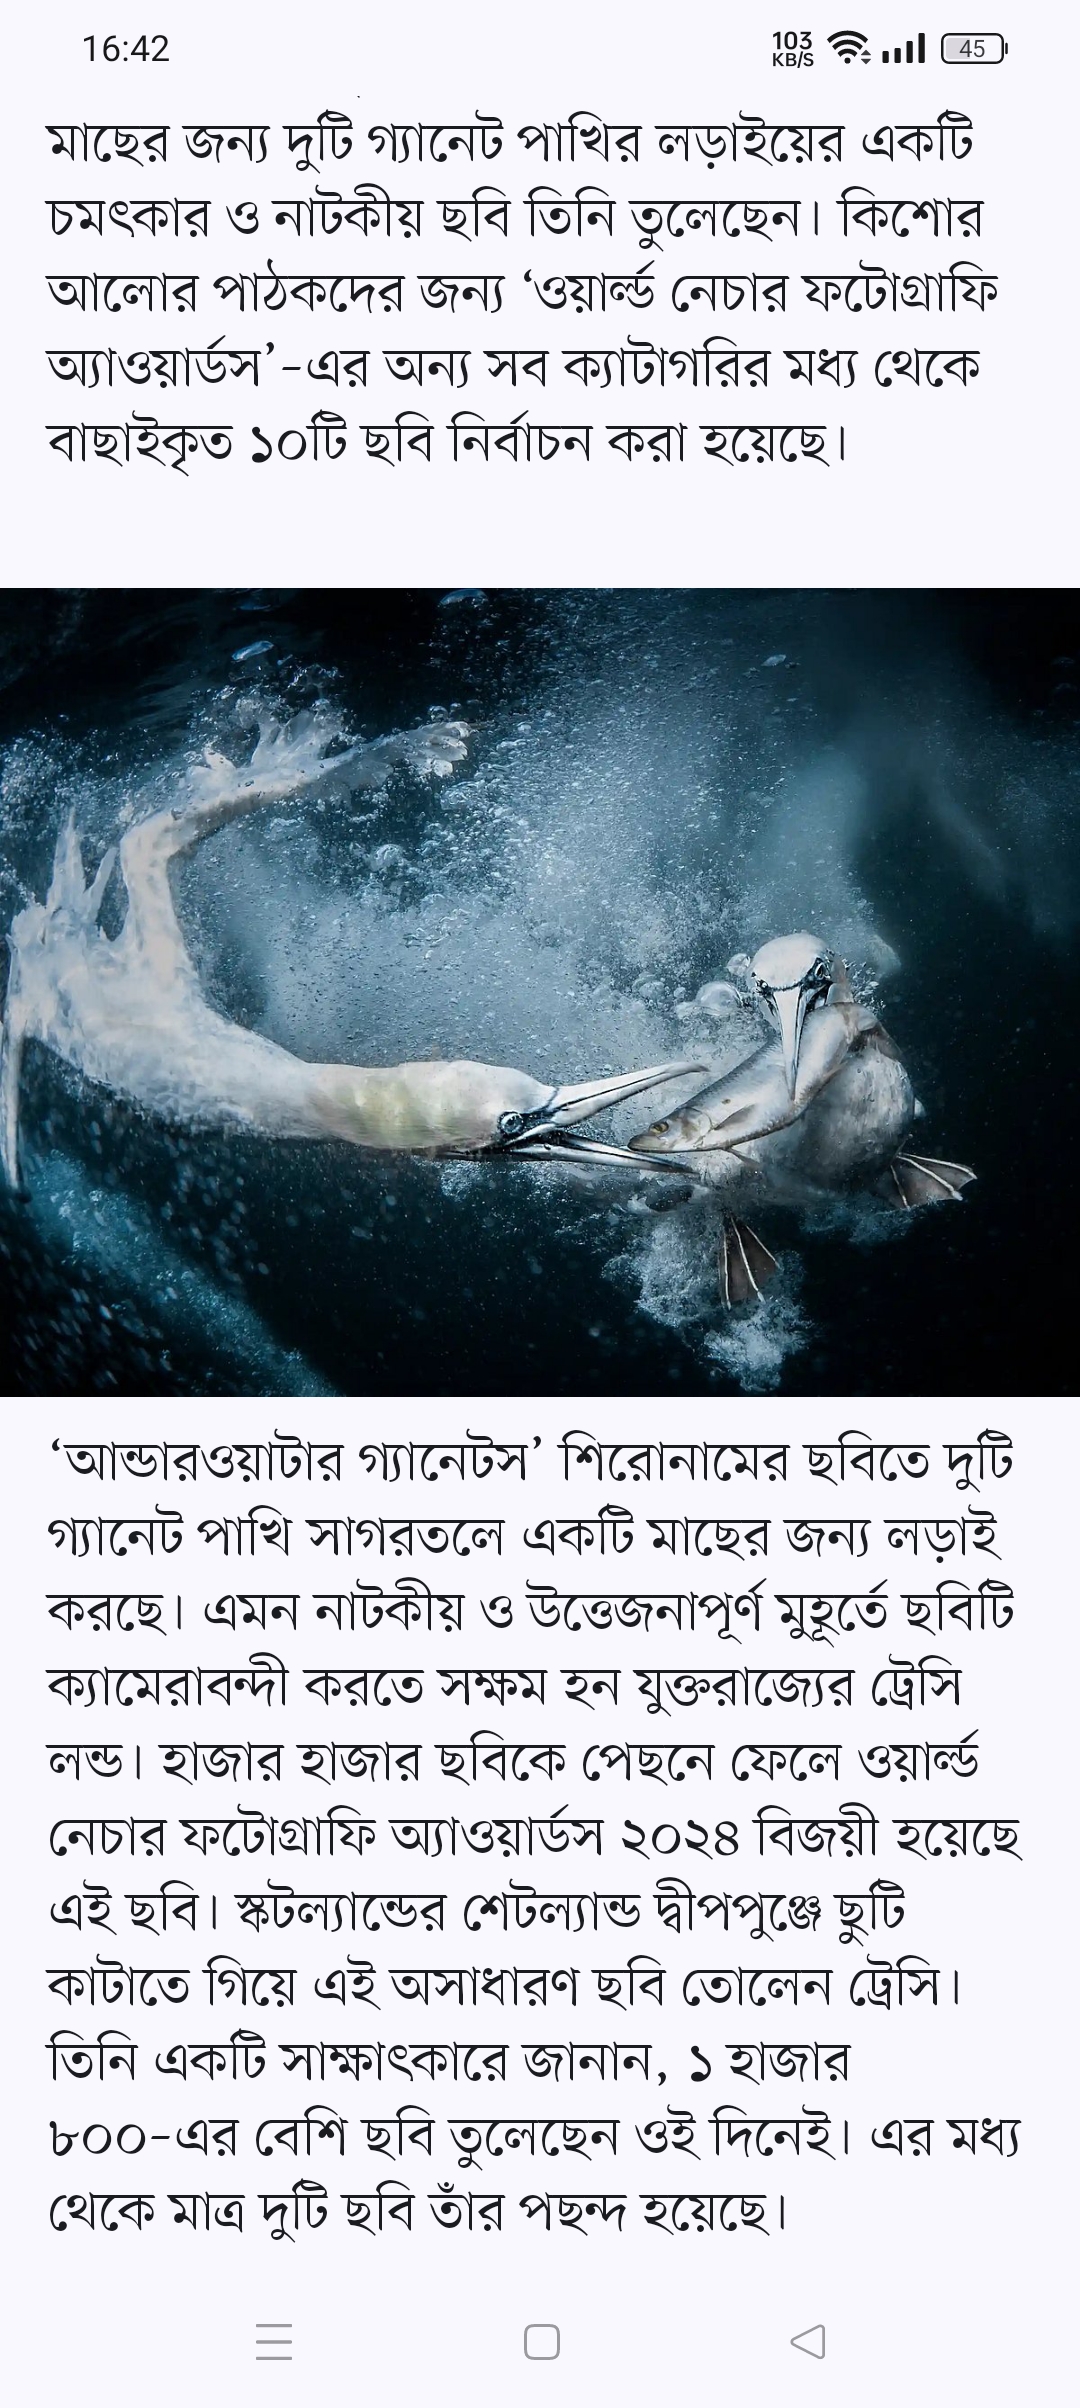 16:42
103
KB/S
45
মাছের জন্য দুটি গ্যানেট পাখির লড়াইয়ের একটি
চমৎকার ও নাটকীয় ছবি তিনি তুলেছেন। কিশোর
আলোর পাঠকদের জন্য ‘ওয়ার্ল্ড নেচার ফটোগ্রাফি
অ্যাওয়ার্ডস’-এর অন্য সব ক্যাটাগরির মধ্য থেকে
বাছাইকৃত ১০টি ছবি নির্বাচন করা হয়েছে।
‘আন্ডারওয়াটার গ্যানেটস’ শিরোনামের ছবিতে দুটি
গ্যানেট পাখি সাগরতলে একটি মাছের জন্য লড়াই
করছে। এমন নাটকীয় ও উত্তেজনাপূর্ণ মুহূর্তে ছবিটি
ক্যামেরাবন্দী করতে সক্ষম হন যুক্তরাজ্যের ট্রেসি
লন্ড। হাজার হাজার ছবিকে পেছনে ফেলে ওয়ার্ল্ড
নেচার ফটোগ্রাফি অ্যাওয়ার্ডস ২০২৪ বিজয়ী হয়েছে
এই ছবি। স্কটল্যান্ডের শেটল্যান্ড দ্বীপপুঞ্জে ছুটি
কাটাতে গিয়ে এই অসাধারণ ছবি তোলেন ট্রেসি।
তিনি একটি সাক্ষাৎকারে জানান, ১ হাজার
৮০০-এর বেশি ছবি তুলেছেন ওই দিনেই। এর মধ্য
থেকে মাত্র দুটি ছবি তাঁর পছন্দ হয়েছে।